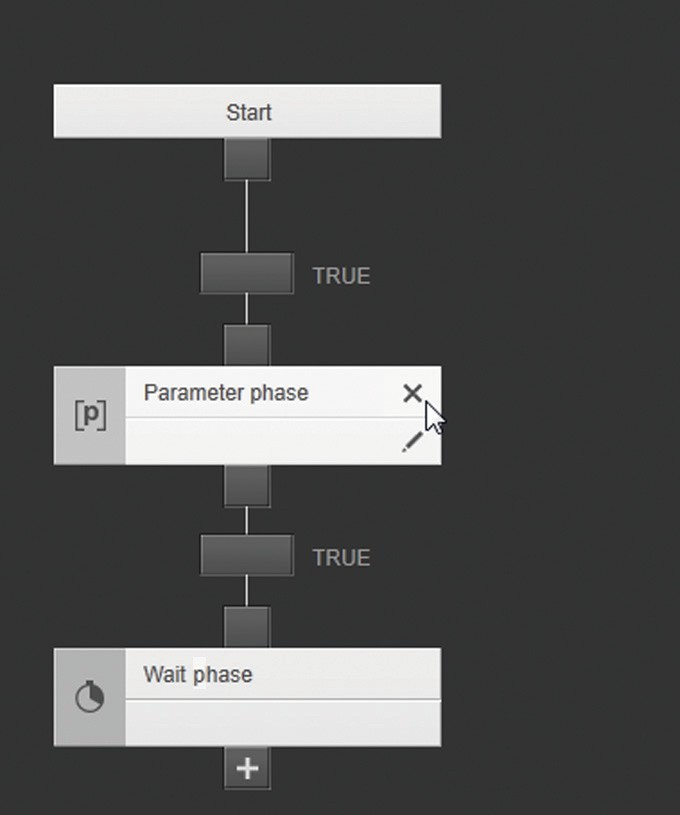 Start
TRUE
Parameter phase
[p]
TRUE
Wait phase